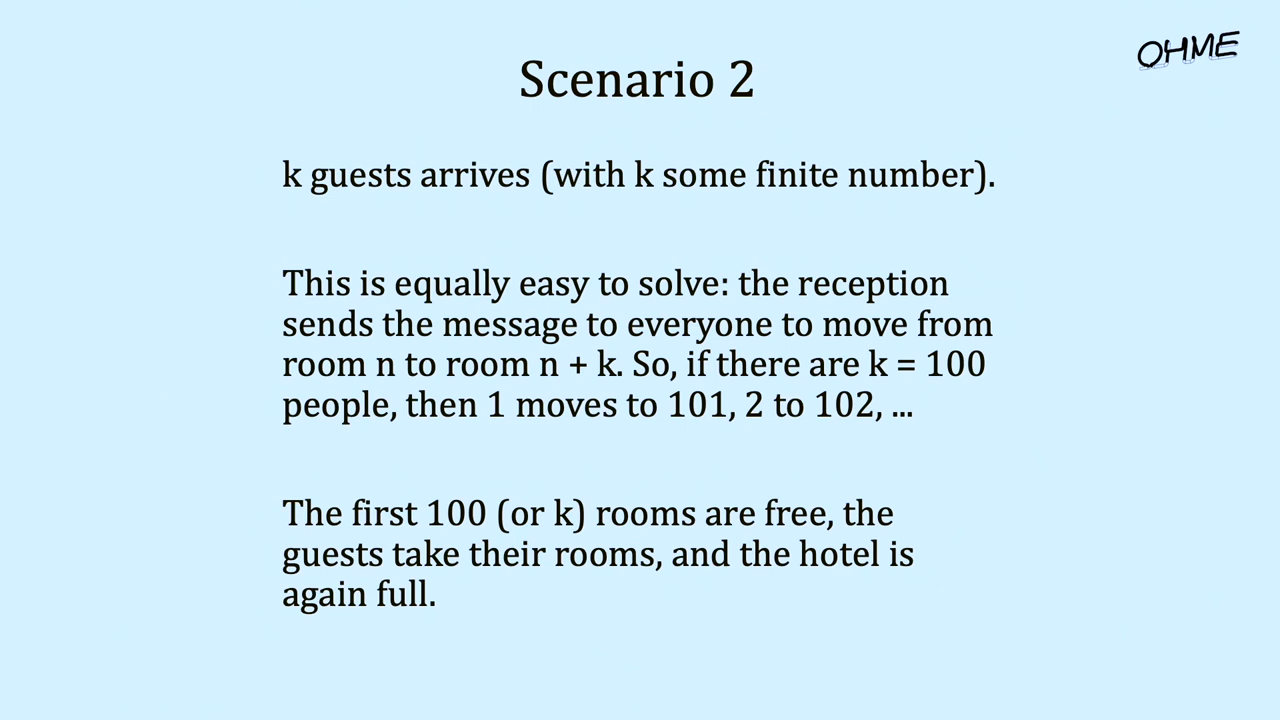 OHME
Scenario 2
k guests arrives (with k some finite number).
This is equally easy to solve: the reception
sends the message to everyone to move from
room n to room n + k. So, if there are k = 100
people, then 1 moves to 101, 2 to 102, ...
The first 100 (or k) rooms are free, the
guests take their rooms, and the hotel is
again full.